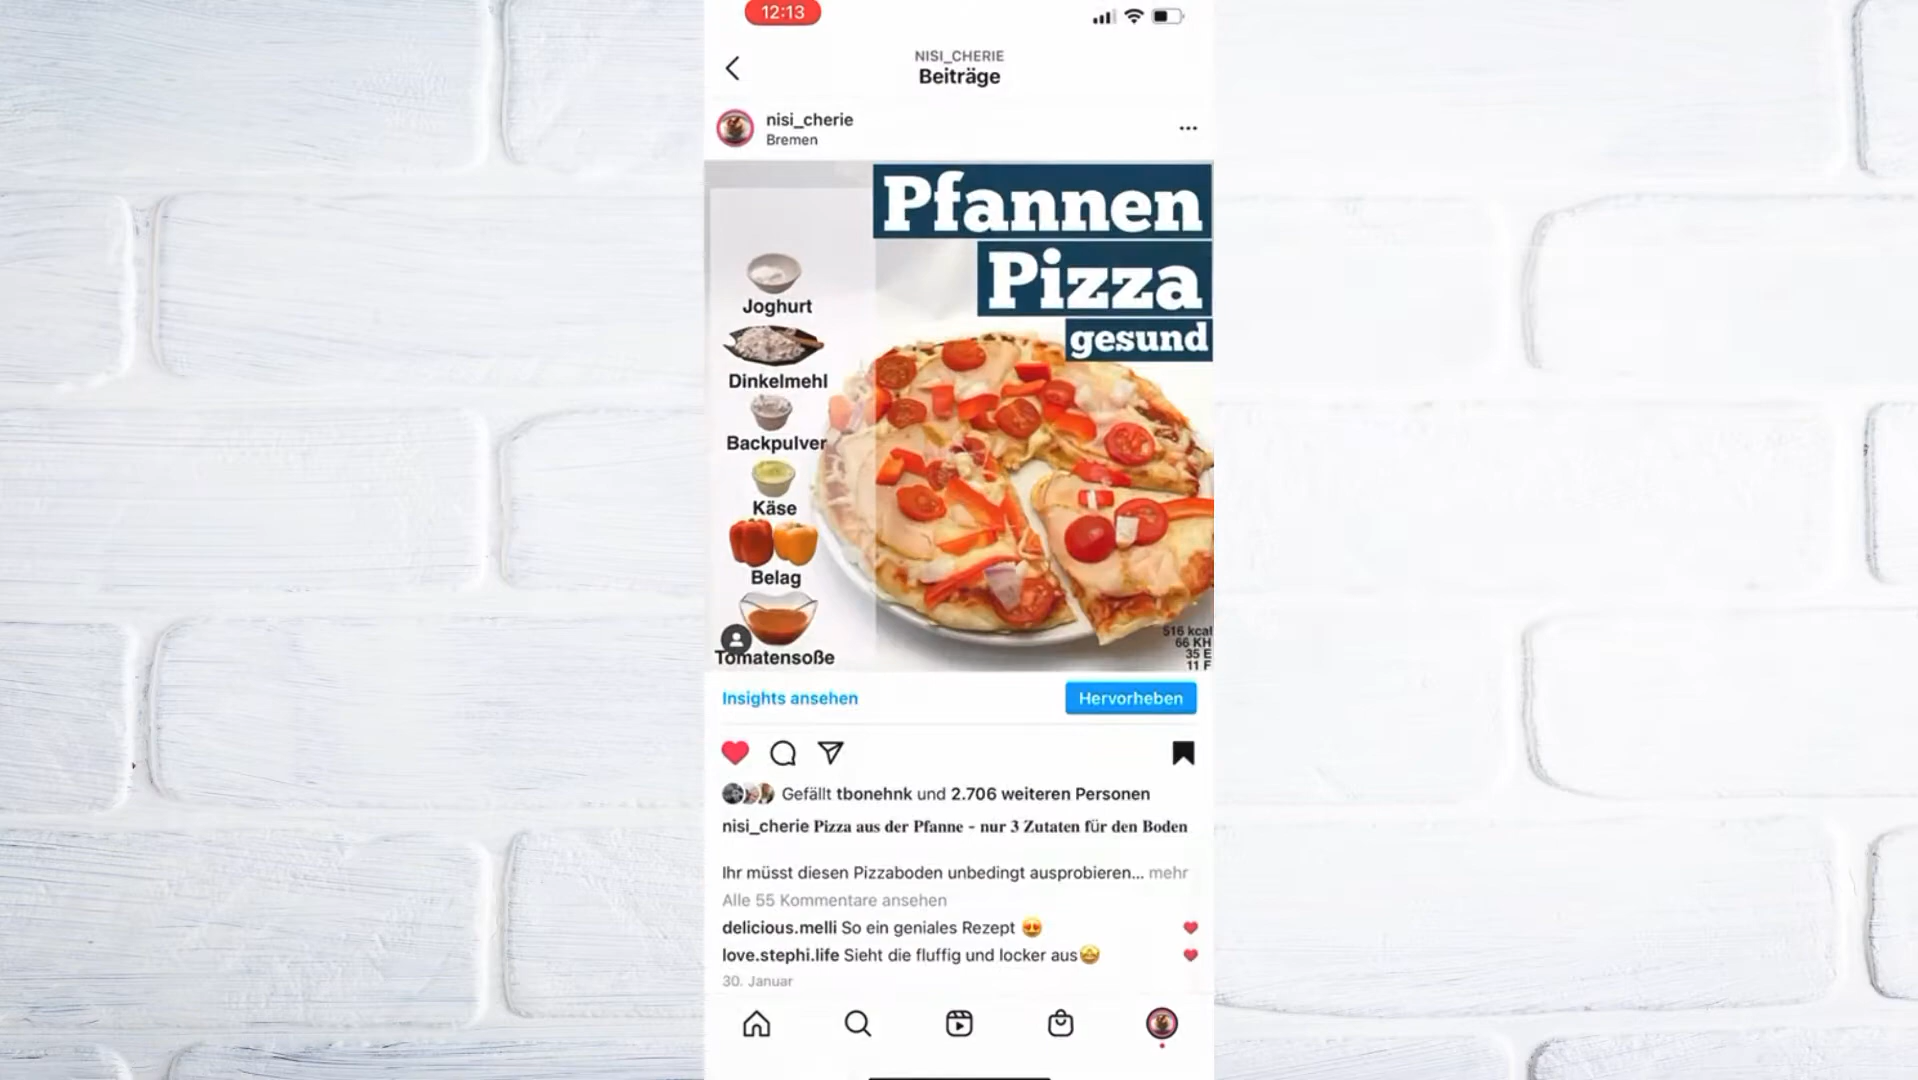 12:13
NISI_CHERIE
Beiträge
nisi_cherie
Bremen
Pfannen
Pizza
gesund
Joghurt
Dinkelmehl
Backpulver
Käse
Belag
Tomatensoße
516 kcal
66 KH
35 E
11 F
Insights ansehen
Hervorheben
Gefällt tbonehnk und 2.706 weiteren Personen
nisi_cherie Pizza aus der Pfanne - nur 3 Zutaten für den Boden
Ihr müsst diesen Pizzaboden unbedingt ausprobieren... mehr
Alle 55 Kommentare ansehen
delicious.melli So ein geniales Rezept 😍
love.stephi.life Sieht die fluffig und locker aus🤩
30. Januar